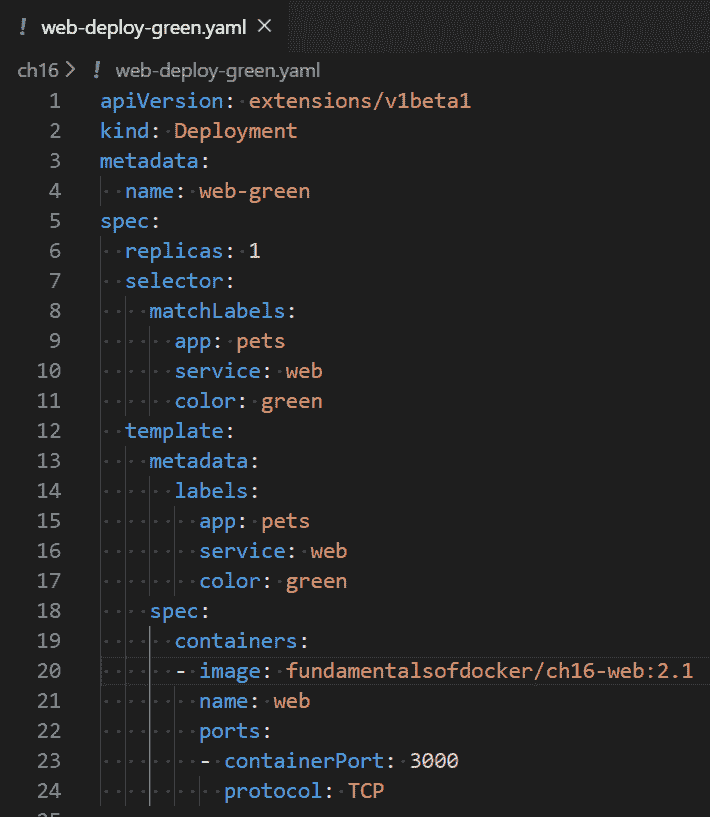 ! web-deploy-green.yaml ×
ch16 > ! web-deploy-green.yaml
1 apiVersion: extensions/v1beta1
2 kind: Deployment
3 metadata:
4   name: web-green
5 spec:
6   replicas: 1
7   selector:
8     matchLabels:
9       app: pets
10       service: web
11       color: green
12   template:
13     metadata:
14       labels:
15         app: pets
16         service: web
17         color: green
18     spec:
19       containers:
20       - image: fundamentalsofdocker/ch16-web:2.1
21         name: web
22         ports:
23         - containerPort: 3000
24           protocol: TCP